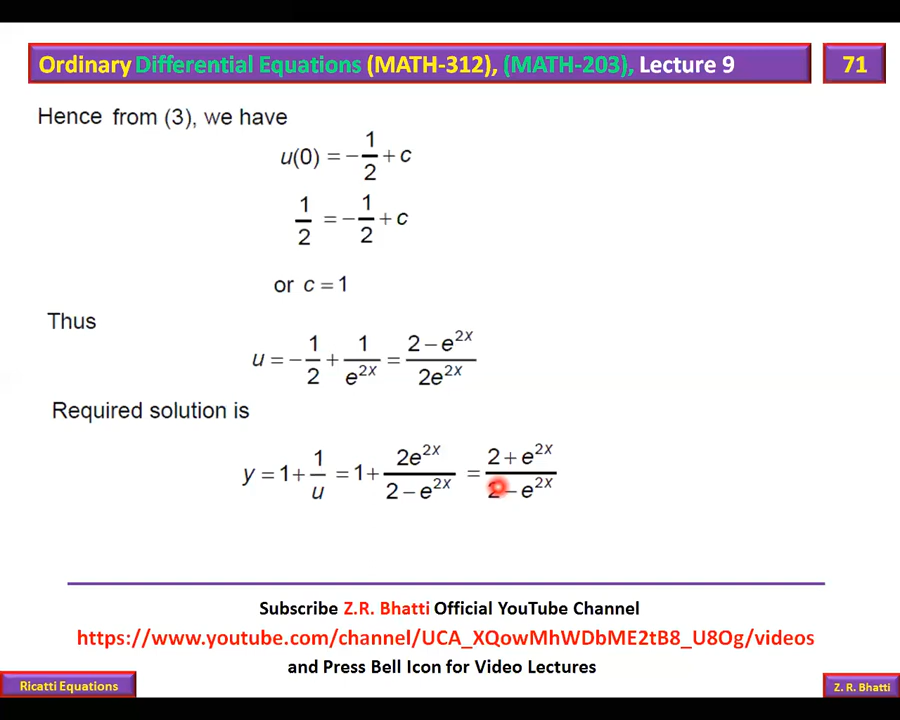 Ordinary Differential Equations (MATH-312), (MATH-203), Lecture 9
71
Hence from (3), we have
u(0) = -1/2 + c
1/2 = -1/2 + c
or c = 1
Thus
u = -1/2 + 1/e^{2x} = (2 - e^{2x})/(2e^{2x})
Required solution is
y = 1 + 1/u = 1 + 2e^{2x}/(2 - e^{2x}) = (2 + e^{2x})/(2 - e^{2x})
Subscribe Z.R. Bhatti Official YouTube Channel
https://www.youtube.com/channel/UCA_XQowMhWDbME2tB8_U8Og/videos
and Press Bell Icon for Video Lectures
Ricatti Equations
Z. R. Bhatti